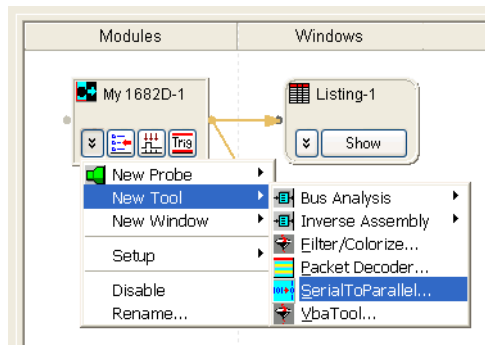 Modules Windows
My 1682D-1 Listing-1
Trig Show
New Probe
New Tool Bus Analysis
New Window Inverse Assembly
Filter/Colorize...
Setup Packet Decoder...
Disable SerialToParallel...
Rename... VbaTool...